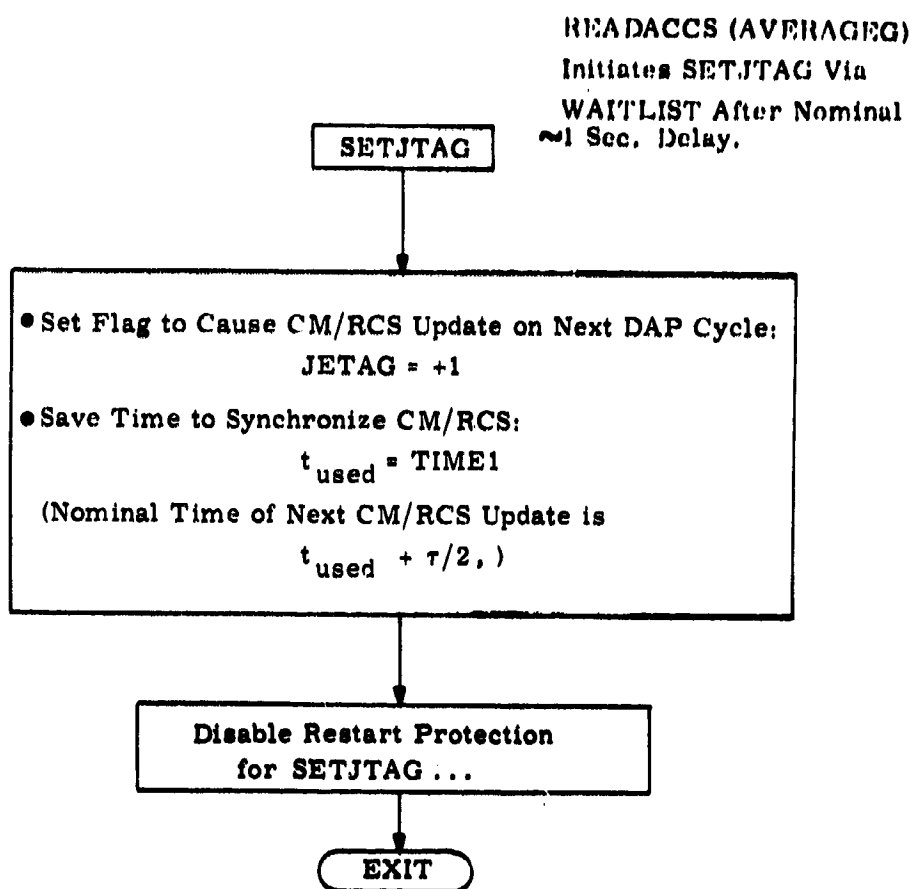 READACCS (AVERAGEG)
Initiates SETJTAG Via
WAITLIST After Nominal
~1 Sec. Delay.
SETJTAG
● Set Flag to Cause CM/RCS Update on Next DAP Cycle:
JETAG = +1
● Save Time to Synchronize CM/RCS:
t used = TIME1
(Nominal Time of Next CM/RCS Update is
t used + τ/2, )
Disable Restart Protection
for SETJTAG ...
EXIT